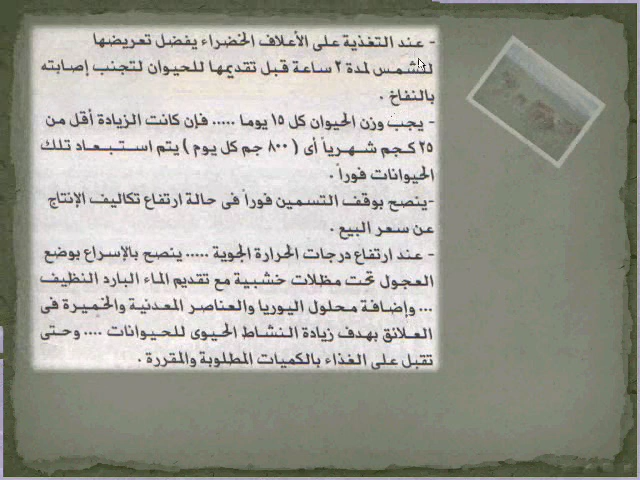 - عند التغذية على الأعلاف الخضراء يفضل تعريضها
للشمس لمدة ٢ ساعة قبل تقديمها للحيوان لتجنب إصابته
بالنفاخ .
- يجب وزن الحيوان كل ١٥ يوما ..... فإن كانت الزيادة أقل من
٢٥ كجم شهرياً أى ( ٨٠٠ جم كل يوم ) يتم استبعاد تلك
الحيوانات فوراً .
-ينصح بوقف التسمين فوراً فى حالة ارتفاع تكاليف الإنتاج
عن سعر البيع .
- عند ارتفاع درجات الحرارة الجوية ..... ينصح بالإسراع بوضع
العجول تحت مظلات خشبية مع تقديم الماء البارد النظيف
... وإضافة محلول اليوريا والعناصر المعدنية والخميرة فى
العلائق بهدف زيادة النشاط الحيوى للحيوانات .... وحتى
تقبل على الغذاء بالكميات المطلوبة والمقررة .